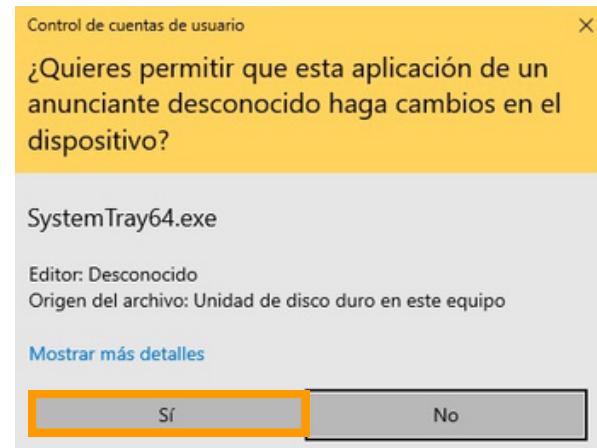 Control de cuentas de usuario
¿Quieres permitir que esta aplicación de un
anunciante desconocido haga cambios en el
dispositivo?
SystemTray64.exe
Editor: Desconocido
Origen del archivo: Unidad de disco duro en este equipo
Mostrar más detalles
Sí
No